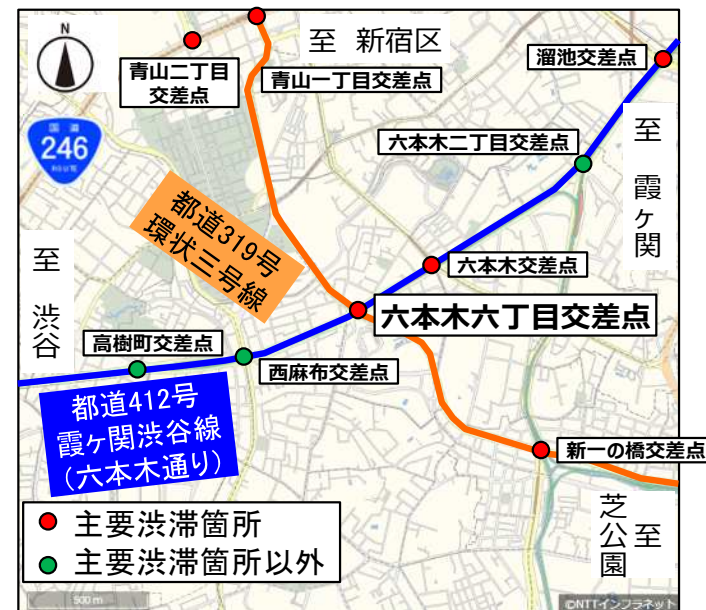 N
至 新宿区
溜池交差点
青山二丁目
交差点
青山一丁目交差点
国道
246
ROUTE
六本木二丁目交差点
至 霞ヶ関
都道319号
環状三号線
至 渋谷
六本木交差点
六本木六丁目交差点
高樹町交差点
西麻布交差点
都道412号
霞ヶ関渋谷線
(六本木通り)
新一の橋交差点
至 芝公園
主要渋滞箇所
主要渋滞箇所以外
500 m
©NTTインフラネット